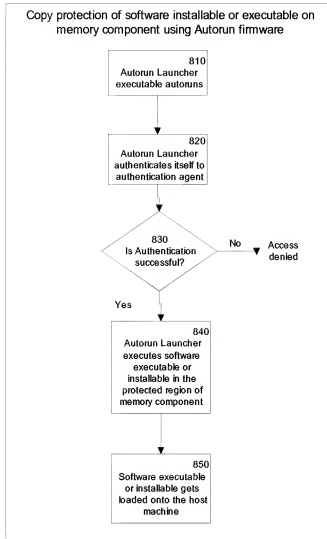 Copy protection of software installable or executable on
memory component using Autorun firmware
810
Autorun Launcher
executable autoruns
820
Autorun Launcher
authenticates itself to
authentication agent
830
Is Authentication
successful?
No
Access
denied
Yes
840
Autorun Launcher
executes software
executable or
installable in the
protected region of
memory component
850
Software executable
or installable gets
loaded onto the host
machine